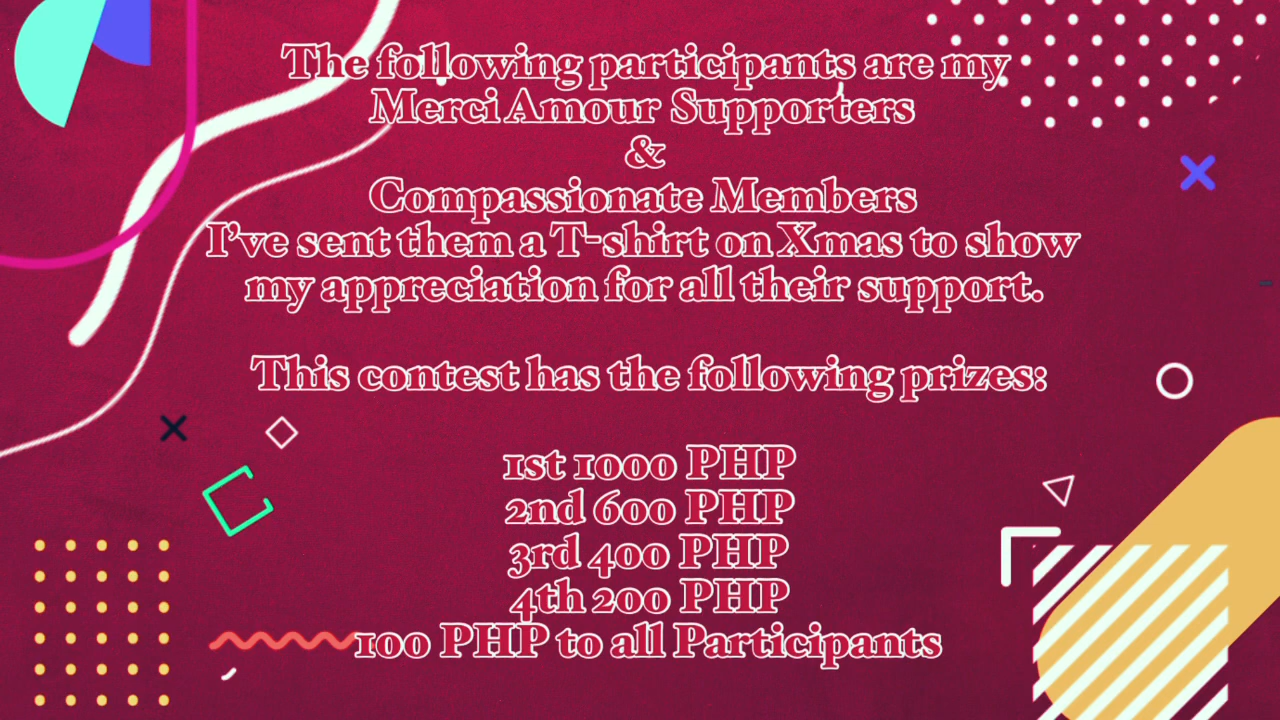 The following participants are my
Merci Amour Supporters
&
Compassionate Members
I've sent them a T-shirt on Xmas to show
my appreciation for all their support.
This contest has the following prizes:
1st 1000 PHP
2nd 600 PHP
3rd 400 PHP
4th 200 PHP
100 PHP to all Participants